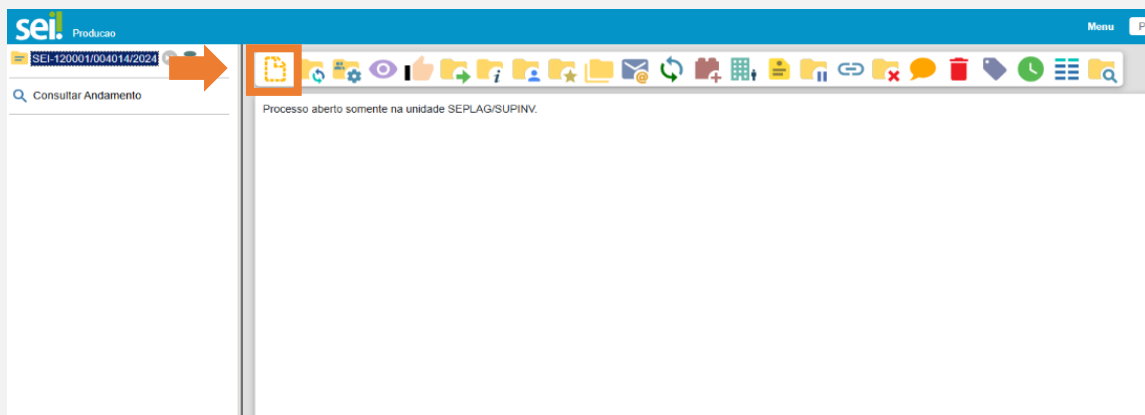 sei! Producao
Menu
P
SEI-120001/004014/2024
Consultar Andamento
Processo aberto somente na unidade SEPLAG/SUPINV.